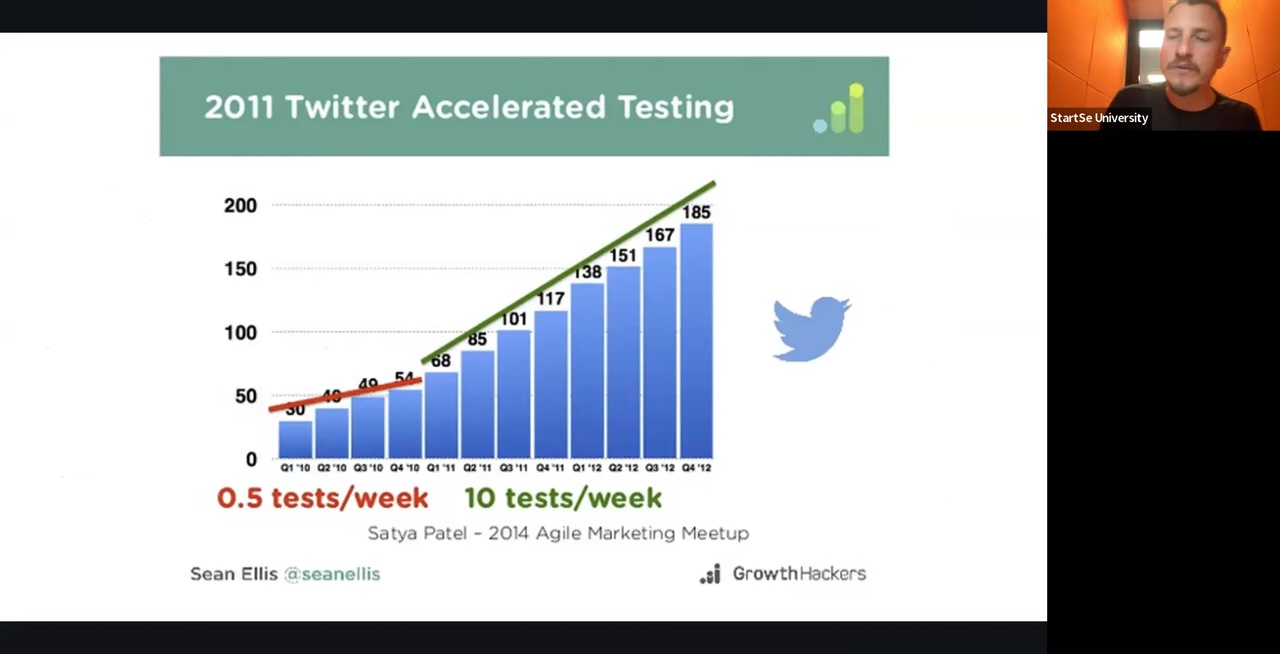 2011 Twitter Accelerated Testing
StartSe University
200
150
100
50
0
30
40
49
54
68
85
101
117
138
151
167
185
Q1 '10 Q2 '10 Q3 '10 Q4 '10 Q1 '11 Q2 '11 Q3 '11 Q4 '11 Q1 '12 Q2 '12 Q3 '12 Q4 '12
0.5 tests/week 10 tests/week
Satya Patel – 2014 Agile Marketing Meetup
Sean Ellis @seanellis
GrowthHackers